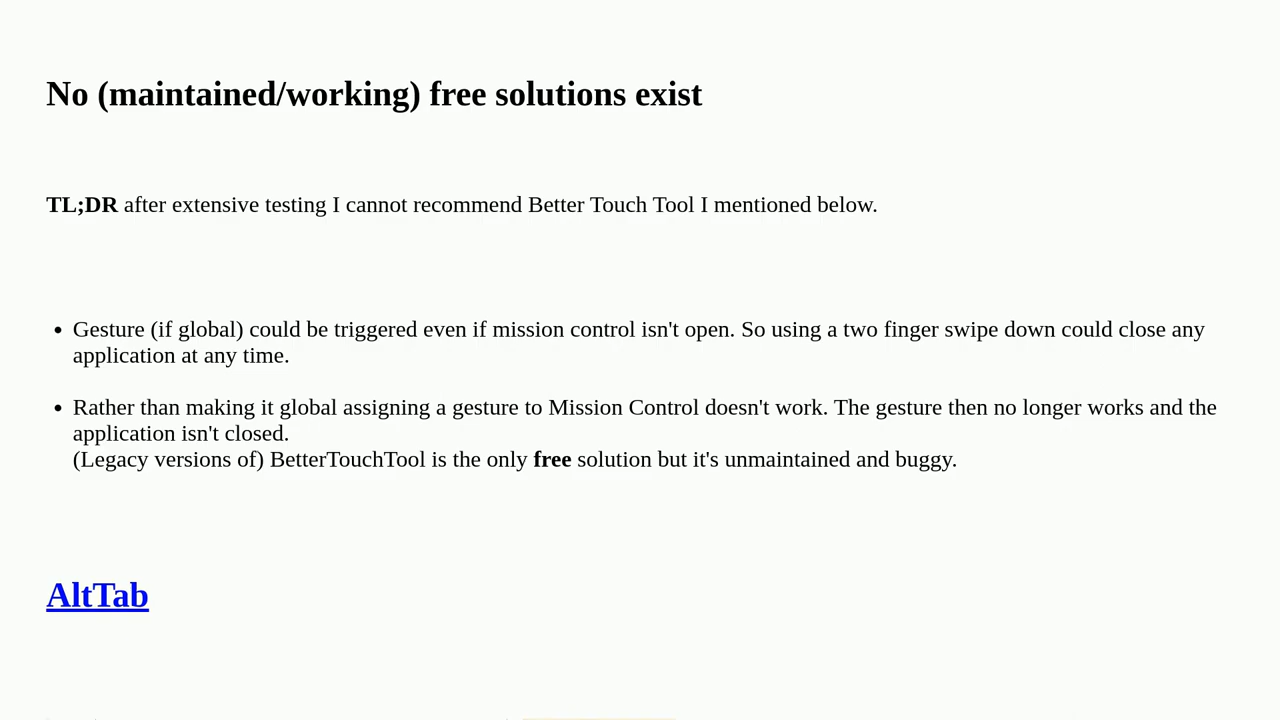 No (maintained/working) free solutions exist
TL;DR after extensive testing I cannot recommend Better Touch Tool I mentioned below.
• Gesture (if global) could be triggered even if mission control isn't open. So using a two finger swipe down could close any
application at any time.
• Rather than making it global assigning a gesture to Mission Control doesn't work. The gesture then no longer works and the
application isn't closed.
(Legacy versions of) BetterTouchTool is the only free solution but it's unmaintained and buggy.
AltTab